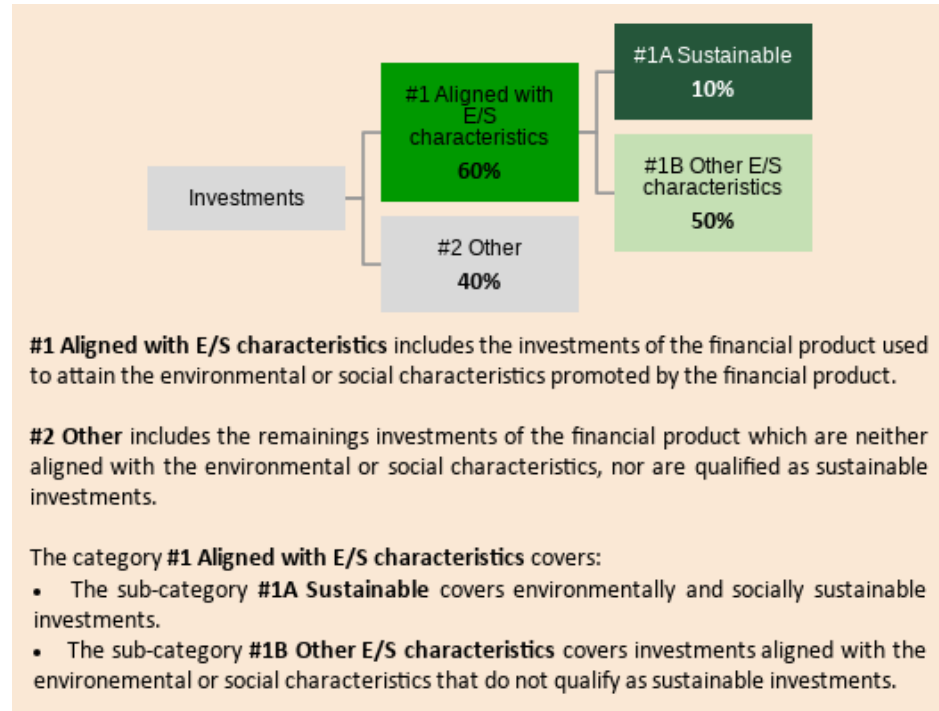 #1A Sustainable
10%
#1 Aligned with
E/S
characteristics
60%
#1B Other E/S
characteristics
50%
Investments
#2 Other
40%
#1 Aligned with E/S characteristics includes the investments of the financial product used
to attain the environmental or social characteristics promoted by the financial product.
#2 Other includes the remainings investments of the financial product which are neither
aligned with the environmental or social characteristics, nor are qualified as sustainable
investments.
The category #1 Aligned with E/S characteristics covers:
• The sub-category #1A Sustainable covers environmentally and socially sustainable
investments.
• The sub-category #1B Other E/S characteristics covers investments aligned with the
environemental or social characteristics that do not qualify as sustainable investments.